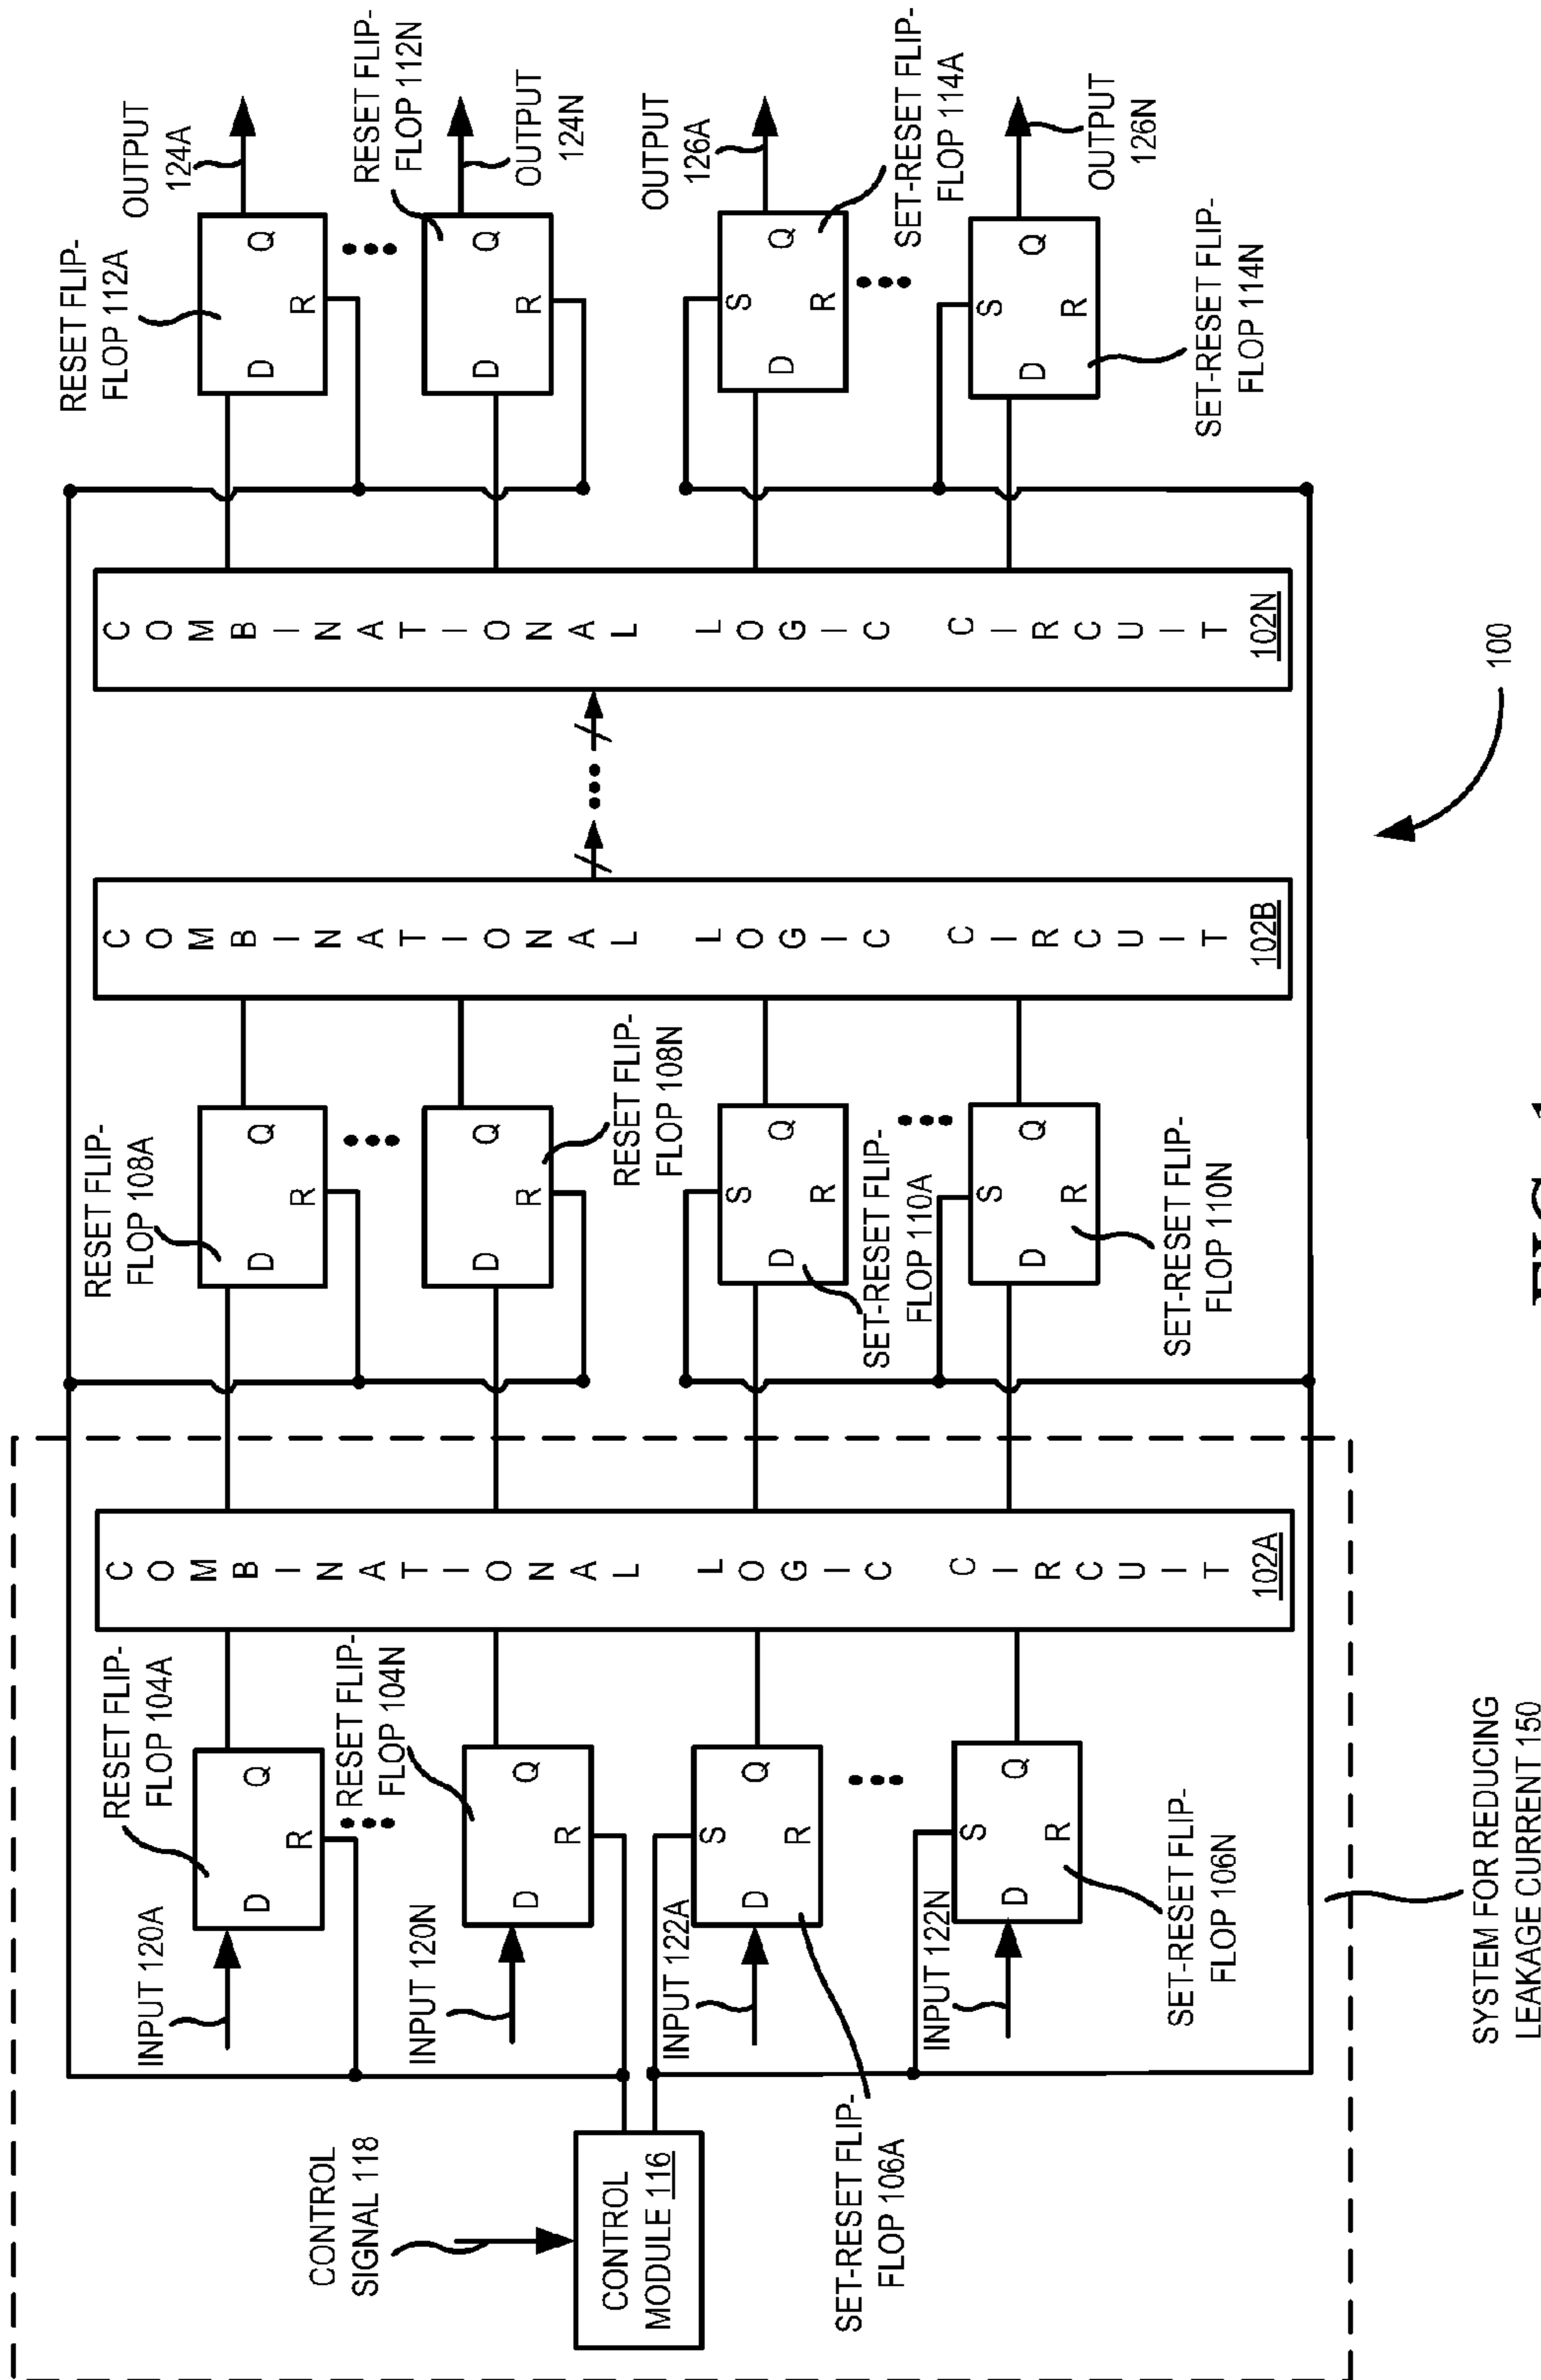 CONTROL
SIGNAL 118
CONTROL
MODULE 116
INPUT 120A
RESET FLIP-
FLOP 104A
D
Q
R
INPUT 120N
RESET FLIP-
FLOP 104N
D
Q
R
INPUT 122A
S
D
Q
R
SET-RESET FLIP-
FLOP 106A
INPUT 122N
S
D
Q
R
SET-RESET FLIP-
FLOP 106N
COMBINATIONAL LOGIC CIRCUIT
102A
RESET FLIP-
FLOP 108A
D
Q
R
D
Q
R
RESET FLIP-
FLOP 108N
S
D
Q
R
SET-RESET FLIP-
FLOP 110A
S
D
Q
R
SET-RESET FLIP-
FLOP 110N
COMBINATIONAL LOGIC CIRCUIT
102B
COMBINATIONAL LOGIC CIRCUIT
102N
RESET FLIP-
FLOP 112A
D
Q
R
OUTPUT
124A
RESET FLIP-
FLOP 112N
D
Q
R
OUTPUT
124N
OUTPUT
126A
S
D
Q
R
SET-RESET FLIP-
FLOP 114A
S
D
Q
R
OUTPUT
126N
SET-RESET FLIP-
FLOP 114N
SYSTEM FOR REDUCING
LEAKAGE CURRENT 150
100